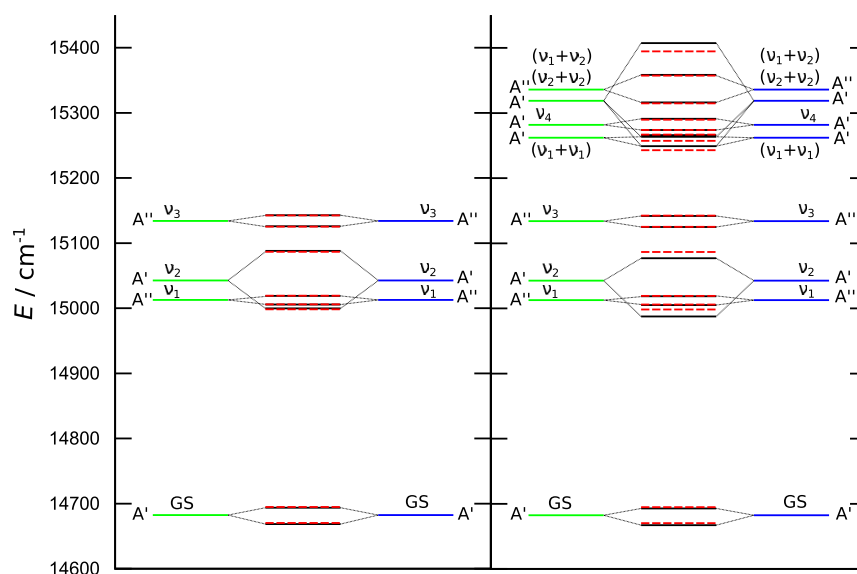 E / cm⁻¹
15400
15300
15200
15100
15000
14900
14800
14700
14600
A'' ν₃ ν₃ A''
A' ν₂ ν₂ A'
A'' ν₁ ν₁ A''
A' GS GS A'
(ν₁+ν₂) (ν₁+ν₂)
A'' (ν₂+ν₂) (ν₂+ν₂) A''
A' A'
A' ν₄ ν₄ A'
A' (ν₁+ν₁) (ν₁+ν₁) A'
A'' ν₃ ν₃ A''
A' ν₂ ν₂ A'
A'' ν₁ ν₁ A''
A' GS GS A'